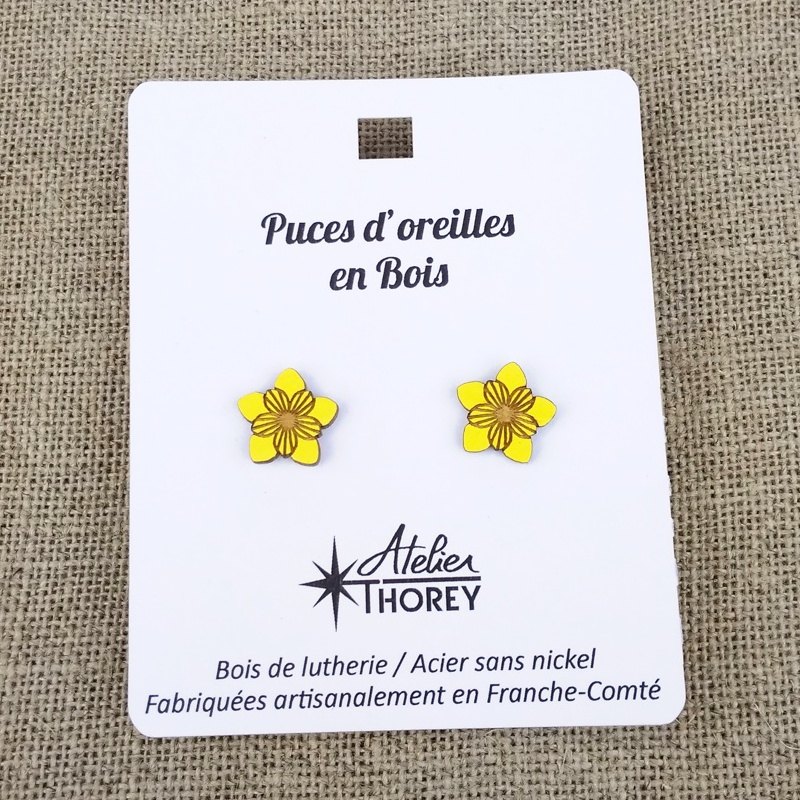 Puces d'oreilles
en Bois
Atelier
THOREY
Bois de lutherie / Acier sans nickel
Fabriquées artisanalement en Franche-Comté